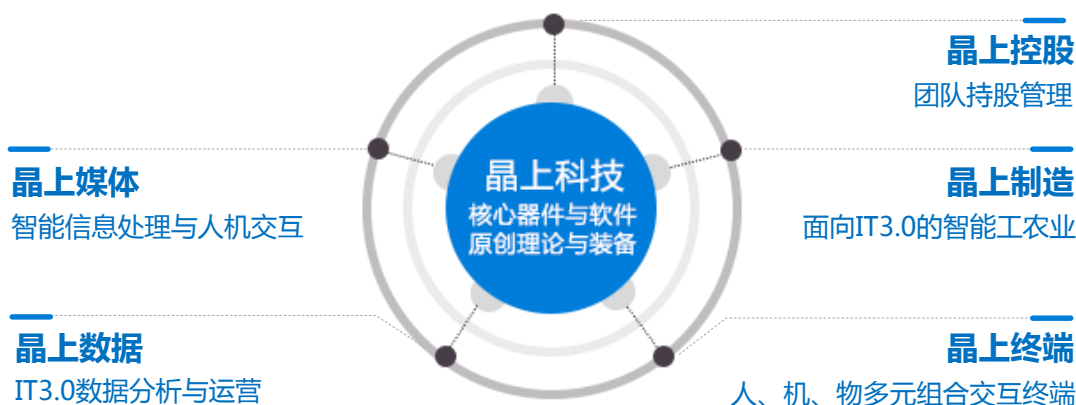 晶上控股
团队持股管理
晶上媒体
智能信息处理与人机交互
晶上科技
核心器件与软件
原创理论与装备
晶上制造
面向IT3.0的智能工农业
晶上数据
IT3.0数据分析与运营
晶上终端
人、机、物多元组合交互终端